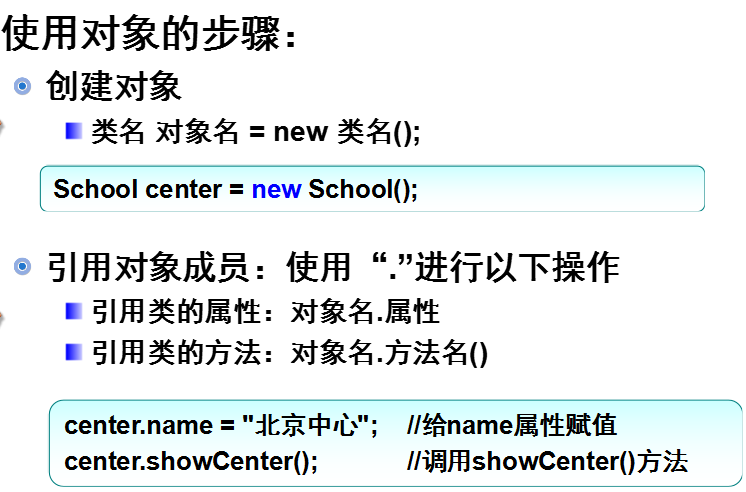 使用对象的步骤：
创建对象
类名 对象名 = new 类名();
School center = new School();
引用对象成员：使用“.”进行以下操作
引用类的属性：对象名.属性
引用类的方法：对象名.方法名()
center.name = "北京中心"; //给name属性赋值
center.showCenter(); //调用showCenter()方法